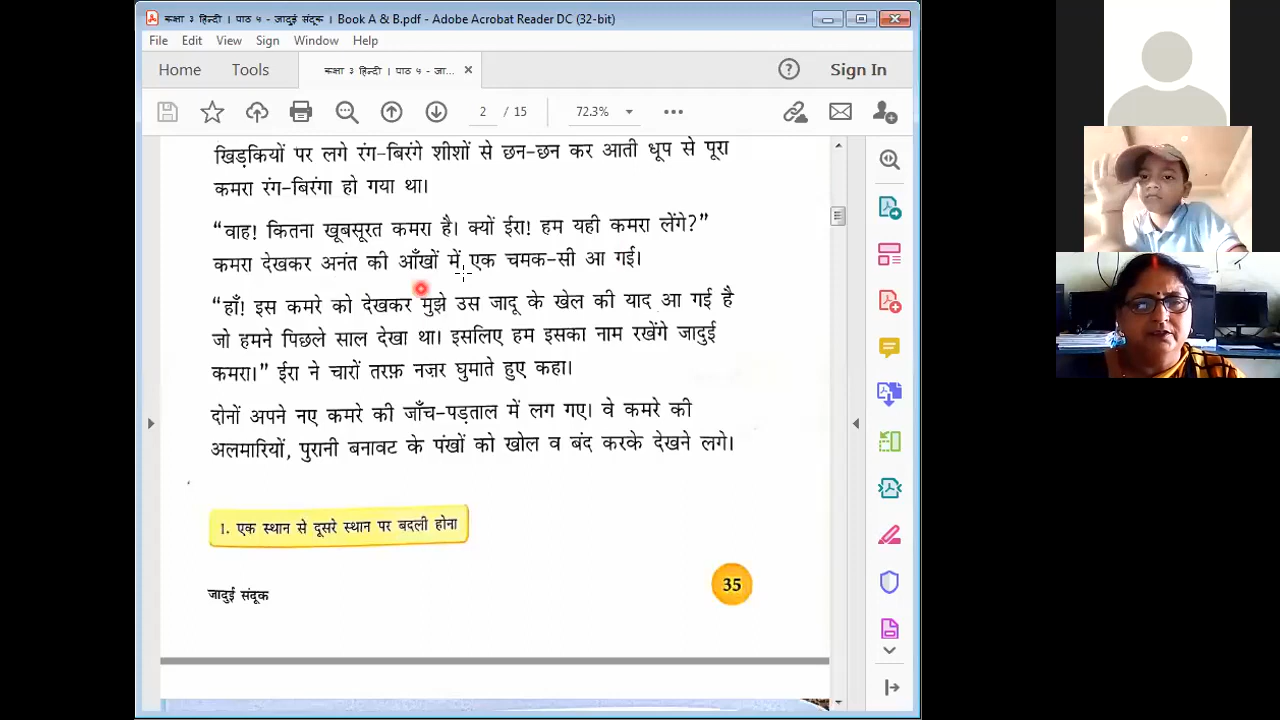 कक्षा ३ हिन्दी । पाठ ५ - जादुई संदूक । Book A & B.pdf - Adobe Acrobat Reader DC (32-bit)
File Edit View Sign Window Help
Home Tools कक्षा ३ हिन्दी । पाठ ५ - जा... Sign In
2 / 15 72.3%
खिड़कियों पर लगे रंग-बिरंगे शीशों से छन-छन कर आती धूप से पूरा
कमरा रंग-बिरंगा हो गया था।
“वाह! कितना खूबसूरत कमरा है। क्यों ईरा! हम यही कमरा लेंगे?”
कमरा देखकर अनंत की आँखों में एक चमक-सी आ गई।
“हाँ! इस कमरे को देखकर मुझे उस जादू के खेल की याद आ गई है
जो हमने पिछले साल देखा था। इसलिए हम इसका नाम रखेंगे जादुई
कमरा।” ईरा ने चारों तरफ़ नज़र घुमाते हुए कहा।
दोनों अपने नए कमरे की जाँच-पड़ताल में लग गए। वे कमरे की
अलमारियों, पुरानी बनावट के पंखों को खोल व बंद करके देखने लगे।
1. एक स्थान से दूसरे स्थान पर बदली होना
जादुई संदूक
35